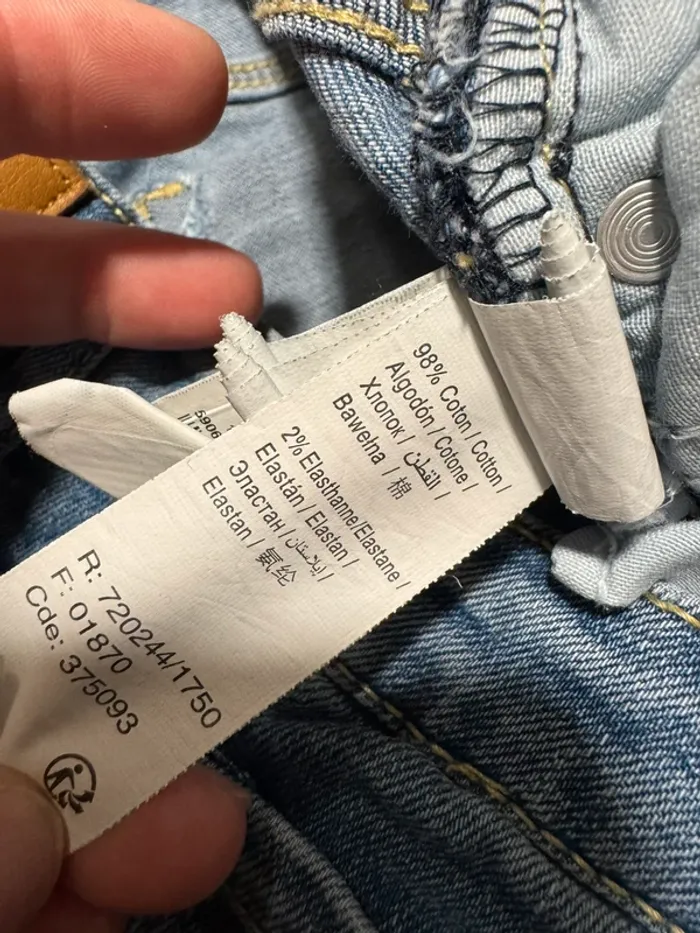 98% Coton / Cotton /
Algodón / Cotone /
Хлопок / القطن /
Bawełna / 棉
2% Elasthanne/Elastane /
Elastán / Elastan /
Эластан / إيلاستان /
Elastan / 氨纶
R: 720244/1750
F: 01870
Cde: 375093
5906